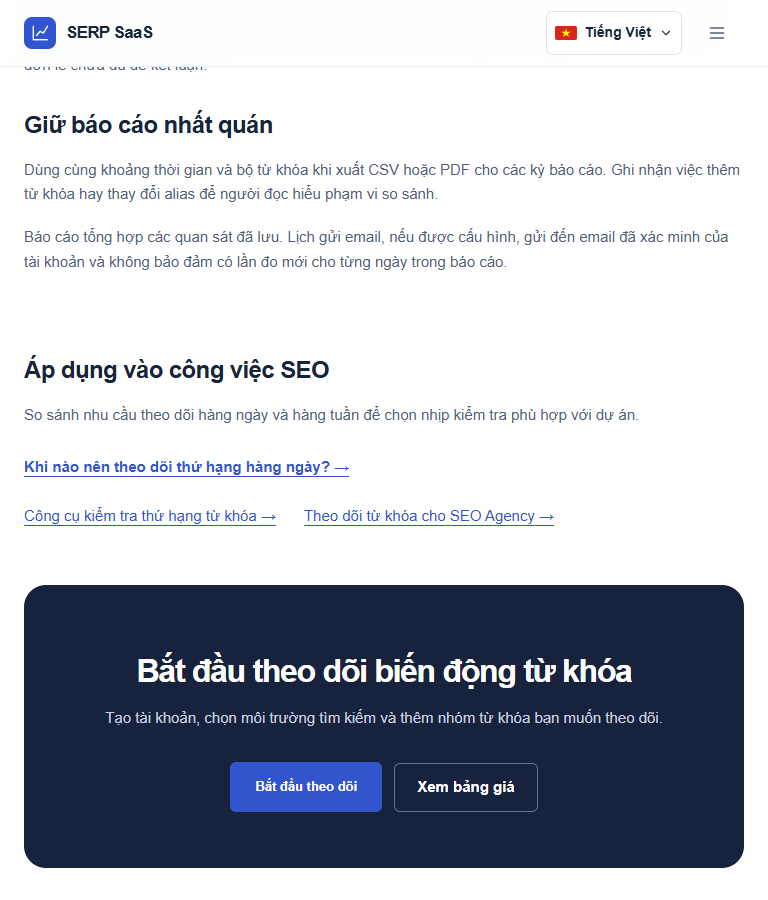 SERP SaaS
Tiếng Việt
Giữ báo cáo nhất quán
Dùng cùng khoảng thời gian và bộ từ khóa khi xuất CSV hoặc PDF cho các kỳ báo cáo. Ghi nhận việc thêm
từ khóa hay thay đổi alias để người đọc hiểu phạm vi so sánh.
Báo cáo tổng hợp các quan sát đã lưu. Lịch gửi email, nếu được cấu hình, gửi đến email đã xác minh của
tài khoản và không bảo đảm có lần đo mới cho từng ngày trong báo cáo.
Áp dụng vào công việc SEO
So sánh nhu cầu theo dõi hàng ngày và hàng tuần để chọn nhịp kiểm tra phù hợp với dự án.
Khi nào nên theo dõi thứ hạng hàng ngày? →
Công cụ kiểm tra thứ hạng từ khóa → Theo dõi từ khóa cho SEO Agency →
Bắt đầu theo dõi biến động từ khóa
Tạo tài khoản, chọn môi trường tìm kiếm và thêm nhóm từ khóa bạn muốn theo dõi.
Bắt đầu theo dõi Xem bảng giá